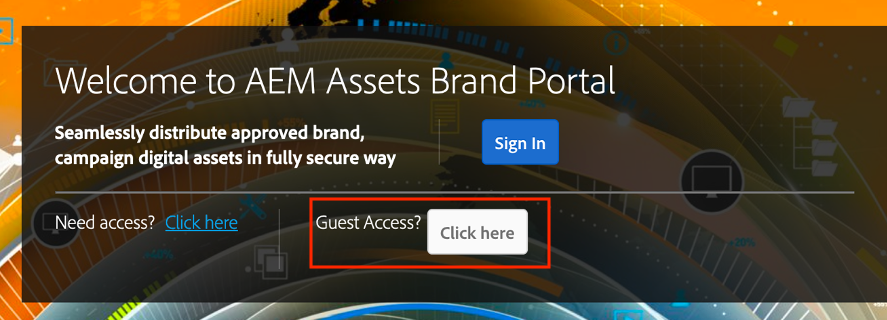 Welcome to AEM Assets Brand Portal
Seamlessly distribute approved brand,
campaign digital assets in fully secure way
Sign In
Need access? Click here
Guest Access? Click here